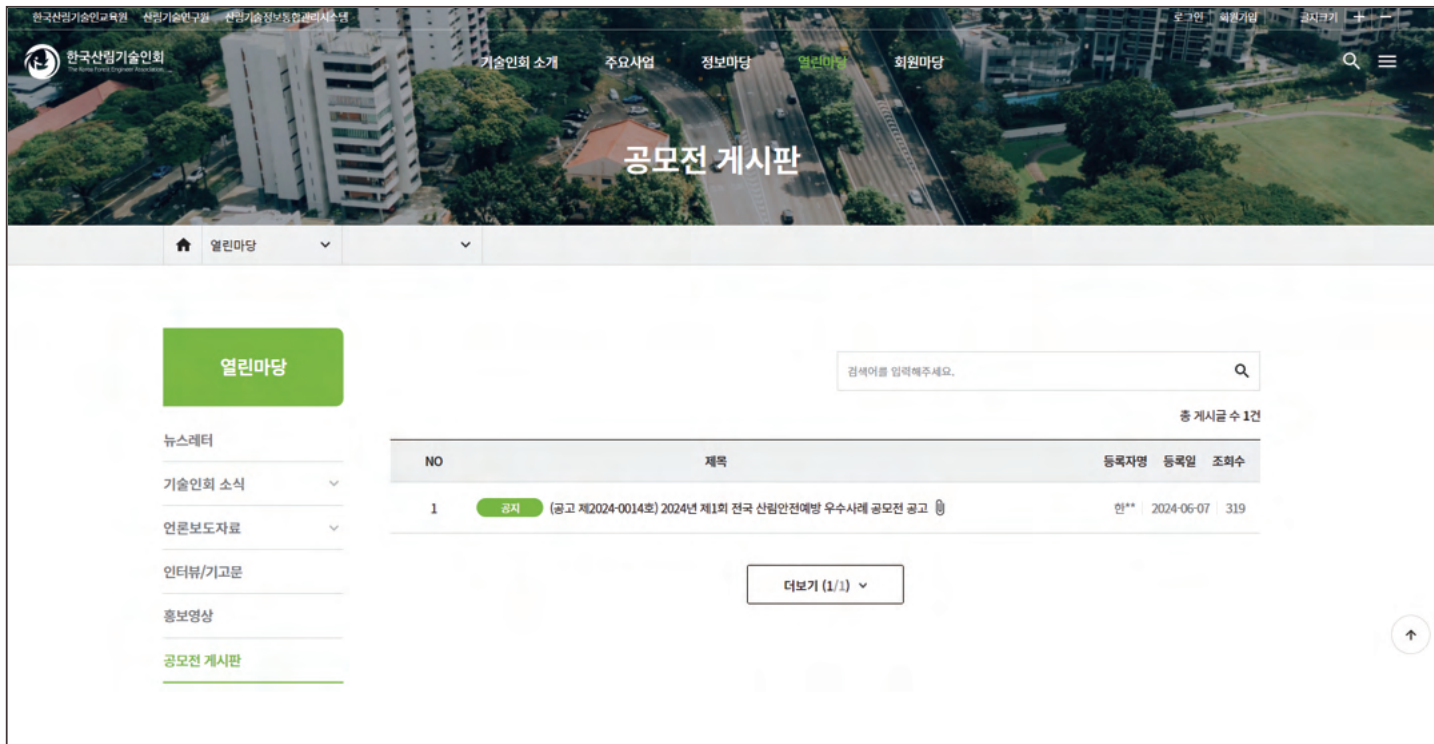 한국산림기술인교육원 산림기술연구원 산림기술정보통합관리시스템
로그인 회원가입 글자크기 + −
한국산림기술인회
The Korea Forest Engineer Association
기술인회 소개 주요사업 정보마당 열린마당 회원마당
공모전 게시판
열린마당
열린마당
검색어를 입력해주세요.
총 게시글 수 1건
뉴스레터
기술인회 소식
언론보도자료
인터뷰/기고문
홍보영상
공모전 게시판
NO 제목 등록자명 등록일 조회수
1 공지 (공고 제2024-0014호) 2024년 제1회 전국 산림안전예방 우수사례 공모전 공고 한** 2024-06-07 319
더보기 (1/1)